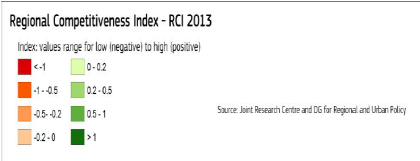 Regional Competitiveness Index - RCI 2013
Index: values range for low (negative) to high (positive)
< -1
0 - 0.2
-1 - -0.5
0.2 - 0.5
-0.5- -0.2
0.5 - 1
-0.2 - 0
> 1
Source: Joint Research Centre and DG for Regional and Urban Policy